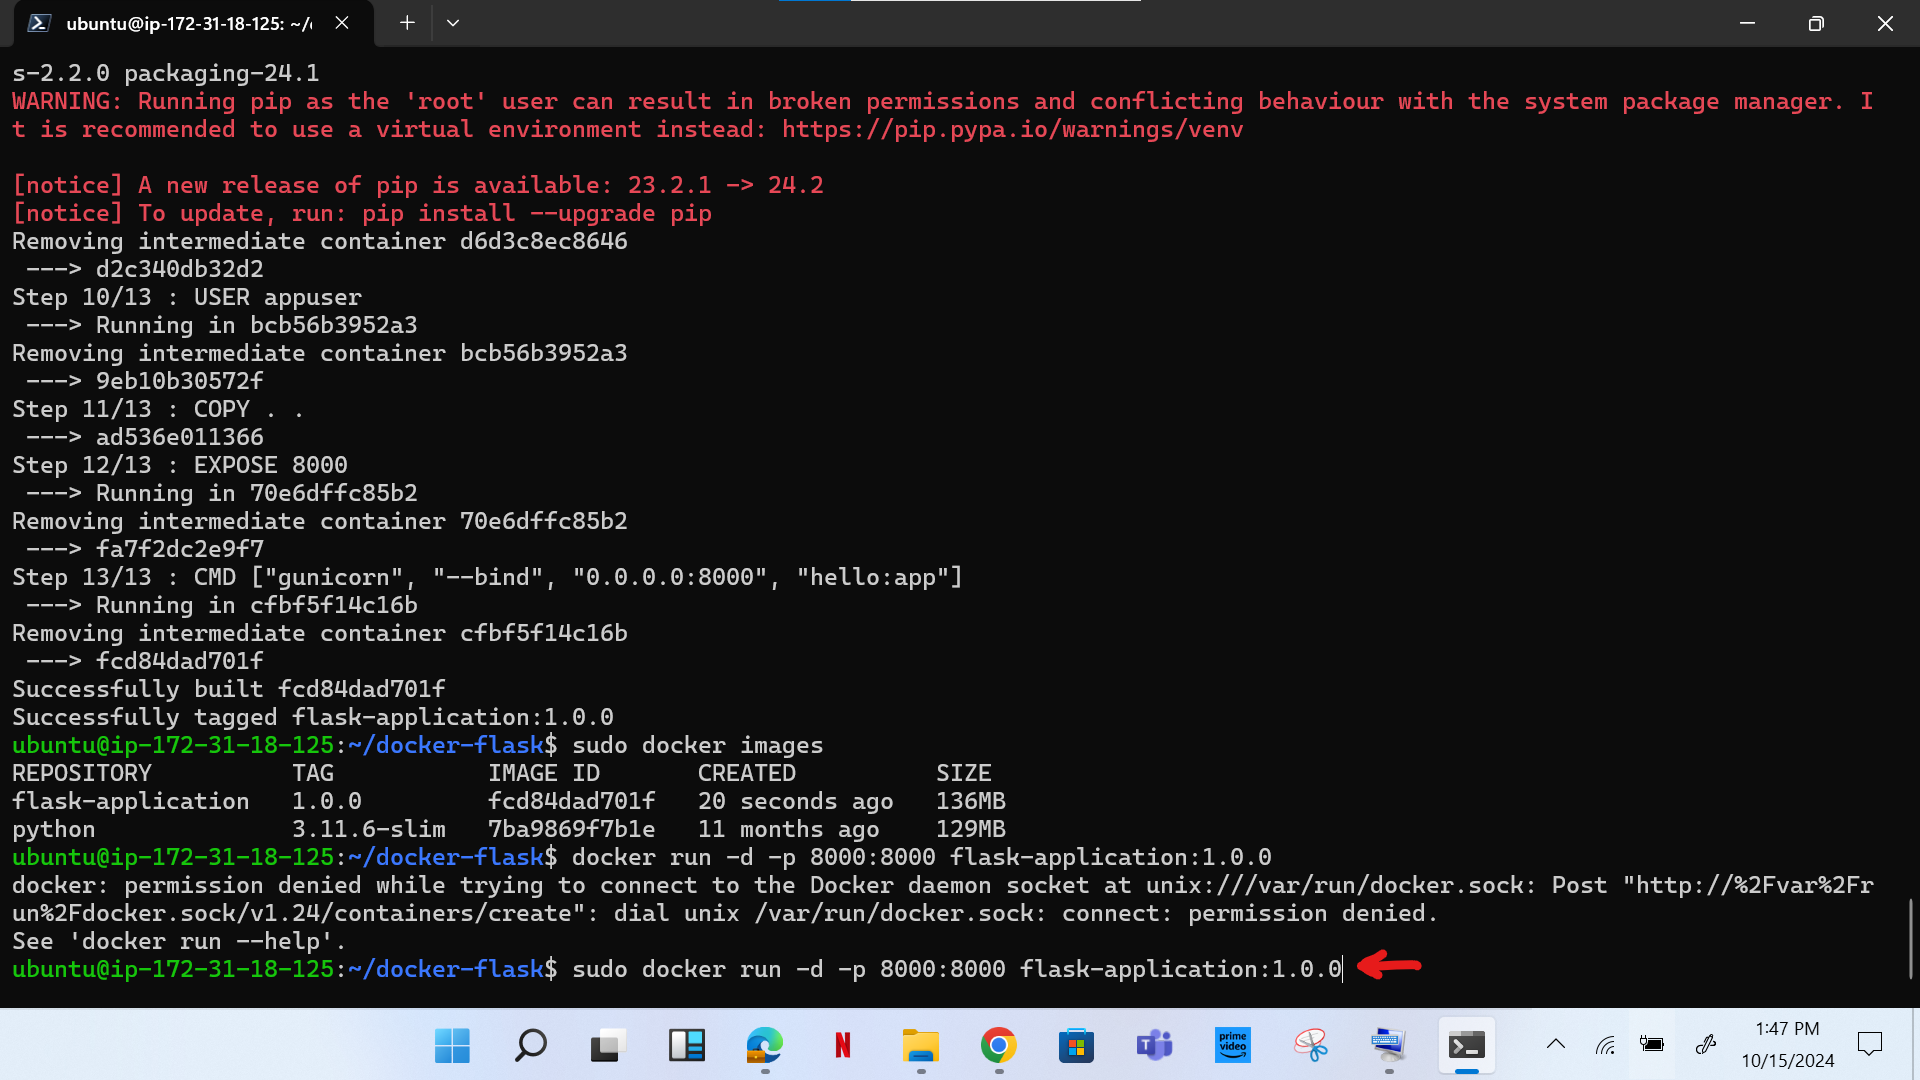 ubuntu@ip-172-31-18-125: ~/
s-2.2.0 packaging-24.1
WARNING: Running pip as the 'root' user can result in broken permissions and conflicting behaviour with the system package manager. I
t is recommended to use a virtual environment instead: https://pip.pypa.io/warnings/venv
[notice] A new release of pip is available: 23.2.1 -> 24.2
[notice] To update, run: pip install --upgrade pip
Removing intermediate container d6d3c8ec8646
 ---> d2c340db32d2
Step 10/13 : USER appuser
 ---> Running in bcb56b3952a3
Removing intermediate container bcb56b3952a3
 ---> 9eb10b30572f
Step 11/13 : COPY . .
 ---> ad536e011366
Step 12/13 : EXPOSE 8000
 ---> Running in 70e6dffc85b2
Removing intermediate container 70e6dffc85b2
 ---> fa7f2dc2e9f7
Step 13/13 : CMD ["gunicorn", "--bind", "0.0.0.0:8000", "hello:app"]
 ---> Running in cfbf5f14c16b
Removing intermediate container cfbf5f14c16b
 ---> fcd84dad701f
Successfully built fcd84dad701f
Successfully tagged flask-application:1.0.0
ubuntu@ip-172-31-18-125:~/docker-flask$ sudo docker images
REPOSITORY          TAG           IMAGE ID       CREATED          SIZE
flask-application   1.0.0         fcd84dad701f   20 seconds ago   136MB
python              3.11.6-slim   7ba9869f7b1e   11 months ago    129MB
ubuntu@ip-172-31-18-125:~/docker-flask$ docker run -d -p 8000:8000 flask-application:1.0.0
docker: permission denied while trying to connect to the Docker daemon socket at unix:///var/run/docker.sock: Post "http://%2Fvar%2Fr
un%2Fdocker.sock/v1.24/containers/create": dial unix /var/run/docker.sock: connect: permission denied.
See 'docker run --help'.
ubuntu@ip-172-31-18-125:~/docker-flask$ sudo docker run -d -p 8000:8000 flask-application:1.0.0
N
T
prime
video
1:47 PM
10/15/2024